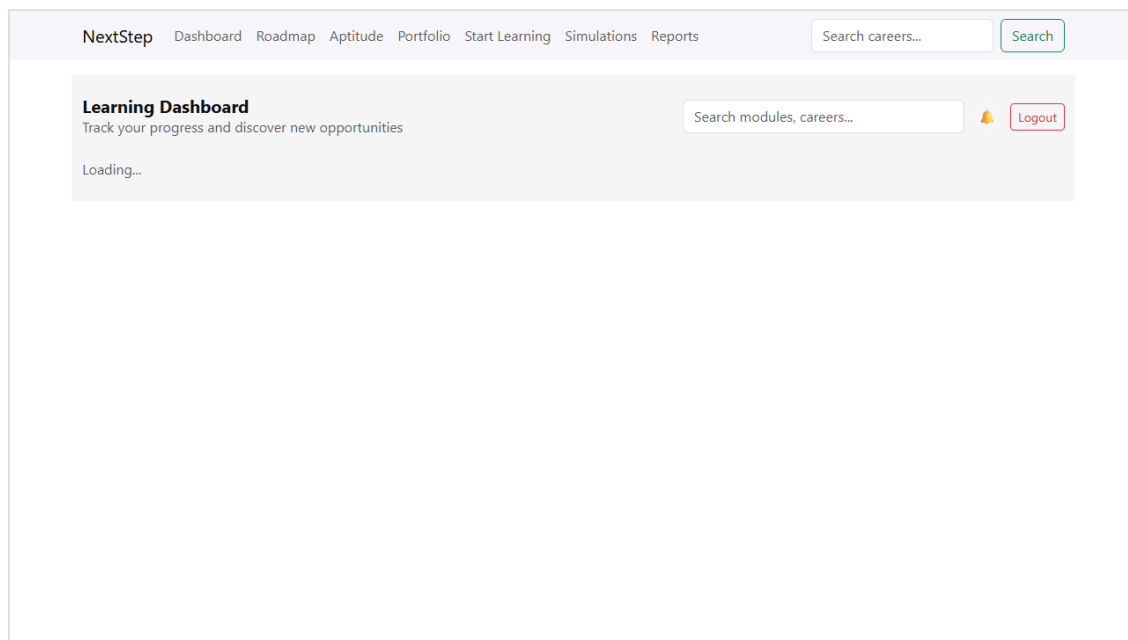 NextStep Dashboard Roadmap Aptitude Portfolio Start Learning Simulations Reports Search careers... Search
Learning Dashboard
Track your progress and discover new opportunities
Search modules, careers... Logout
Loading...